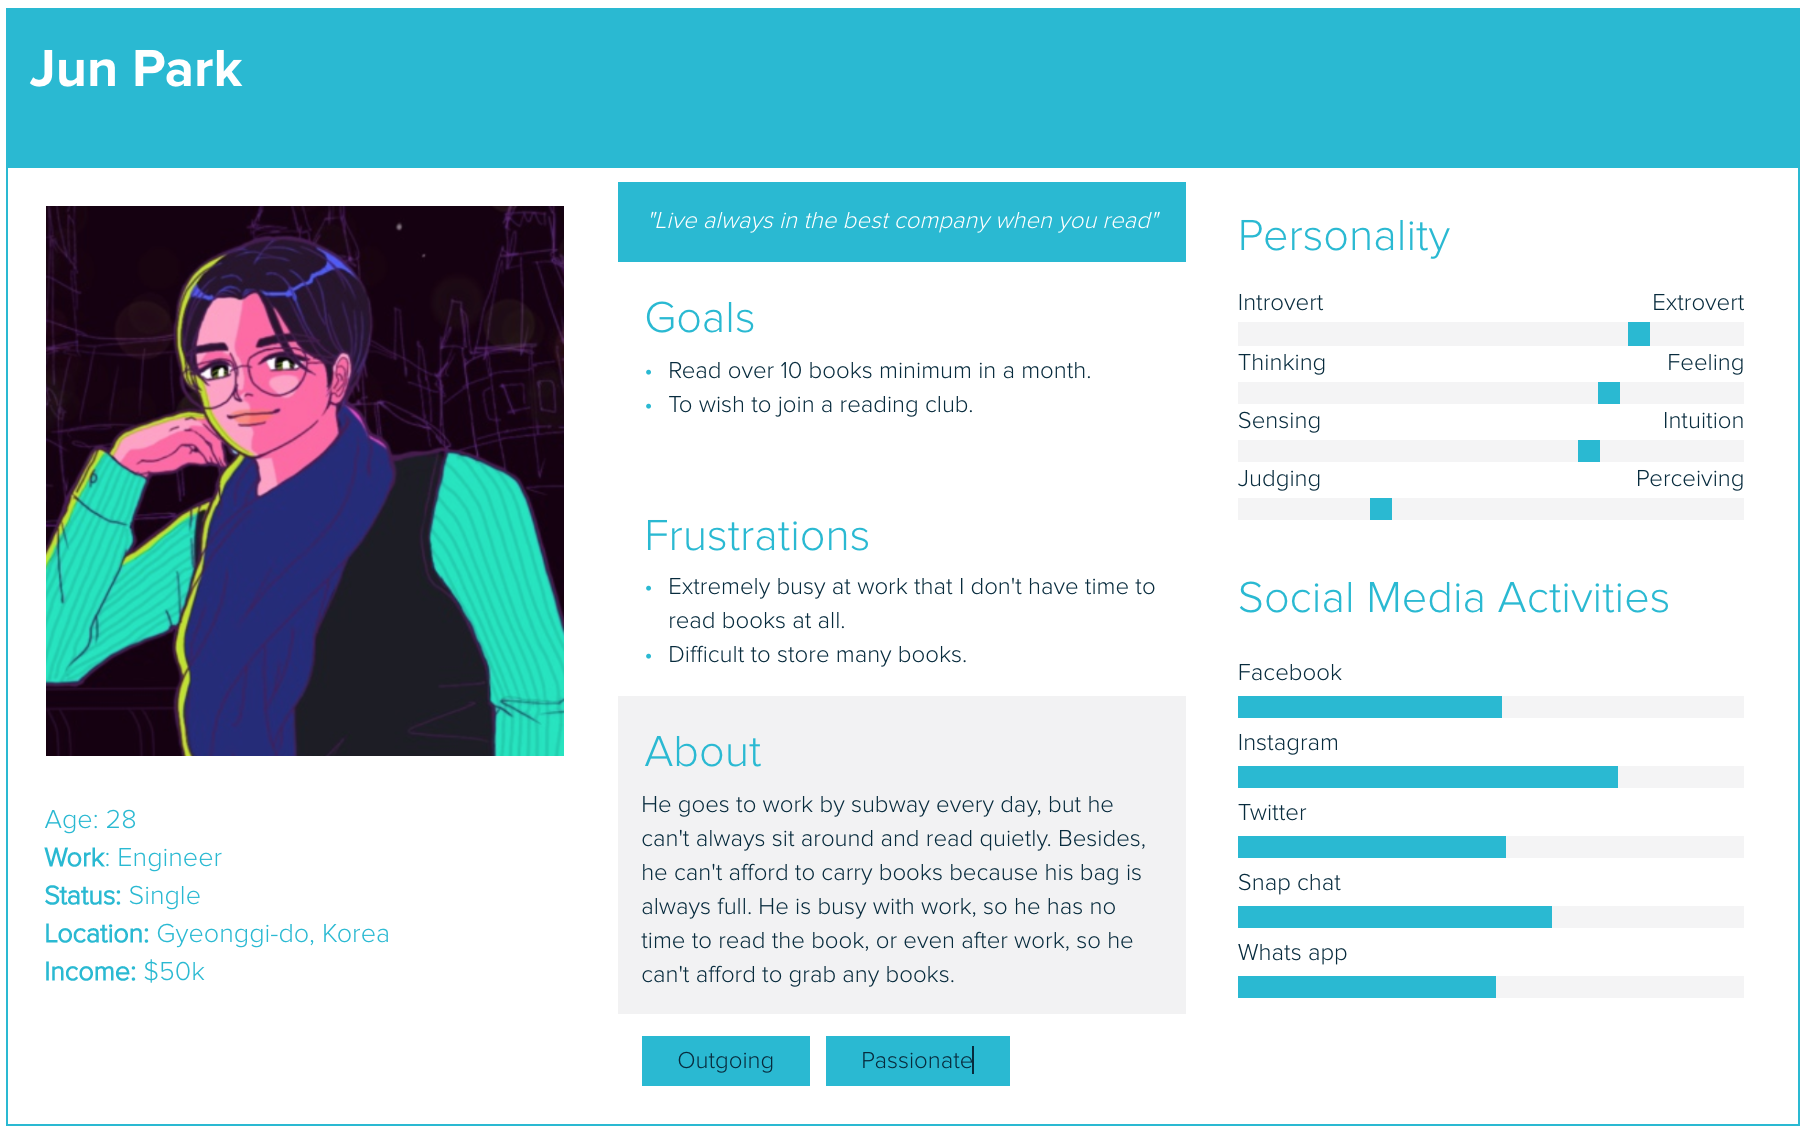 Jun Park
Age: 28
Work: Engineer
Status: Single
Location: Gyeonggi-do, Korea
Income: $50k
"Live always in the best company when you read"
Goals
• Read over 10 books minimum in a month.
• To wish to join a reading club.
Frustrations
• Extremely busy at work that I don't have time to
read books at all.
• Difficult to store many books.
About
He goes to work by subway every day, but he
can't always sit around and read quietly. Besides,
he can't afford to carry books because his bag is
always full. He is busy with work, so he has no
time to read the book, or even after work, so he
can't afford to grab any books.
Outgoing Passionate
Personality
Introvert Extrovert
Thinking Feeling
Sensing Intuition
Judging Perceiving
Social Media Activities
Facebook
Instagram
Twitter
Snap chat
Whats app